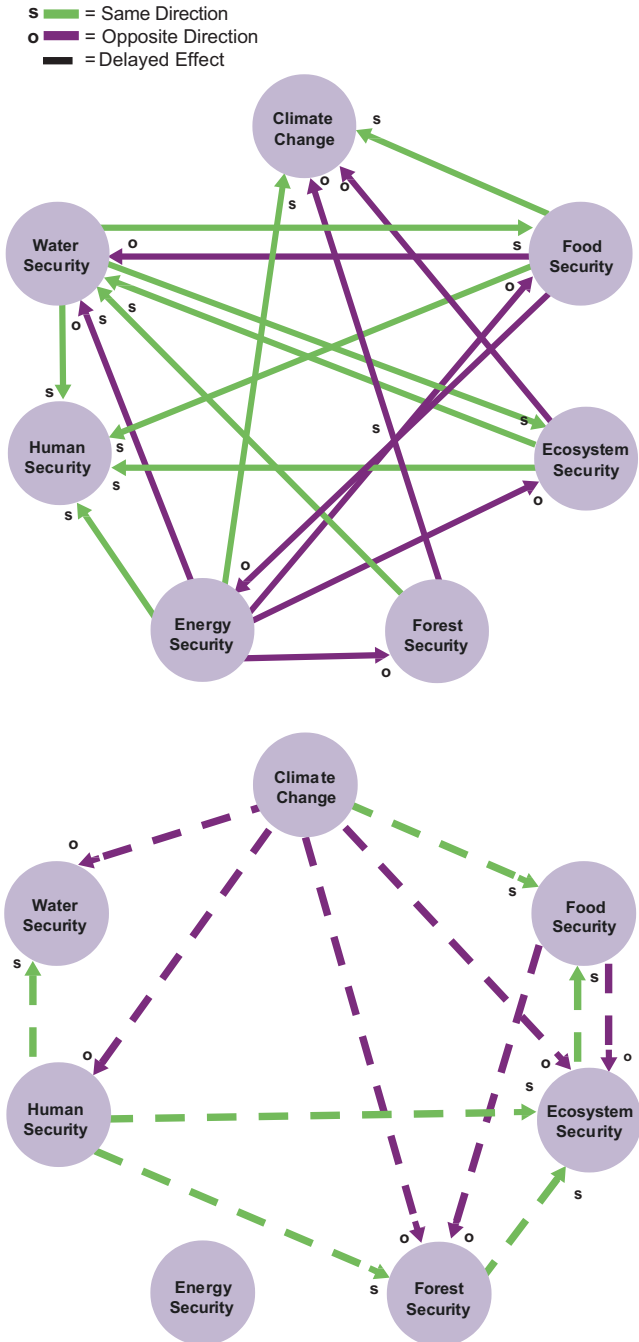 s = Same Direction
o = Opposite Direction
= Delayed Effect
Climate
Change
s
o
o
s
Water
Security
o
s
Food
Security
o
s
s
o
s
Human
Security
s
s
s
s
s
Ecosystem
Security
o
s
o
Energy
Security
Forest
Security
o
Climate
Change
o
s
Water
Security
Food
Security
s
s
o
o
o
s
Human
Security
Ecosystem
Security
s
o
o
s
Energy
Security
Forest
Security